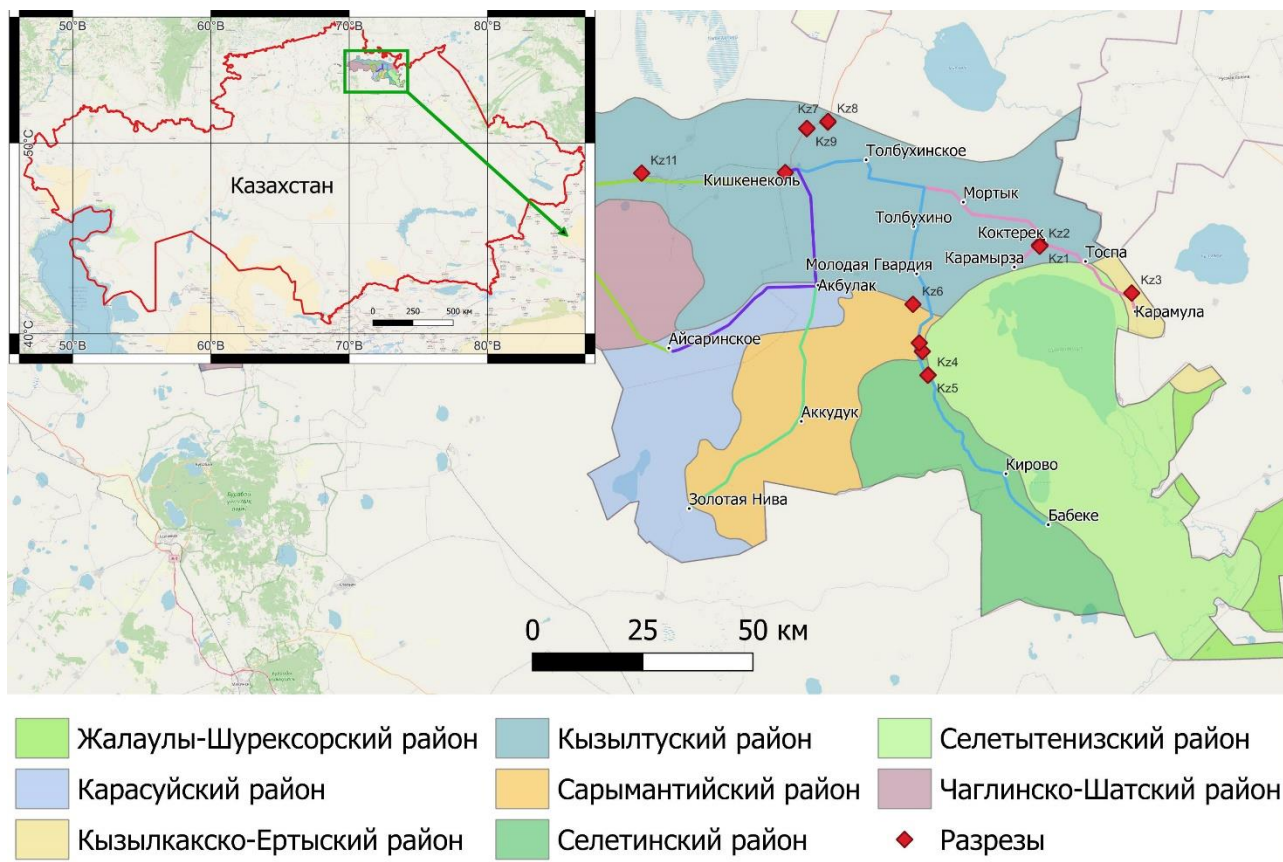 50°C 60°C 70°C 80°C
50°C
50°C
Казахстан
0 250 500 км
40°C
40°C
50°C 60°C 70°C 80°C
Kz7 Kz8
Kz9
Kz11
Толбухинское
Кишкенеколь
Мортык
Толбухино
Коктерек Kz2
Карамырза Kz1 Тоспа
Молодая Гвардия
Акбулак
Kz3
Kz6
Карамула
Айсаринское
Kz4
Kz5
Аккудук
Кирово
Золотая Нива
Бабеке
0 25 50 км
Жалаулы-Шурексорский район
Кызылтуский район
Селетытенизский район
Карасуйский район
Сарымантийский район
Чаглинско-Шатский район
Кызылкакско-Ертыский район
Селетинский район
Разрезы